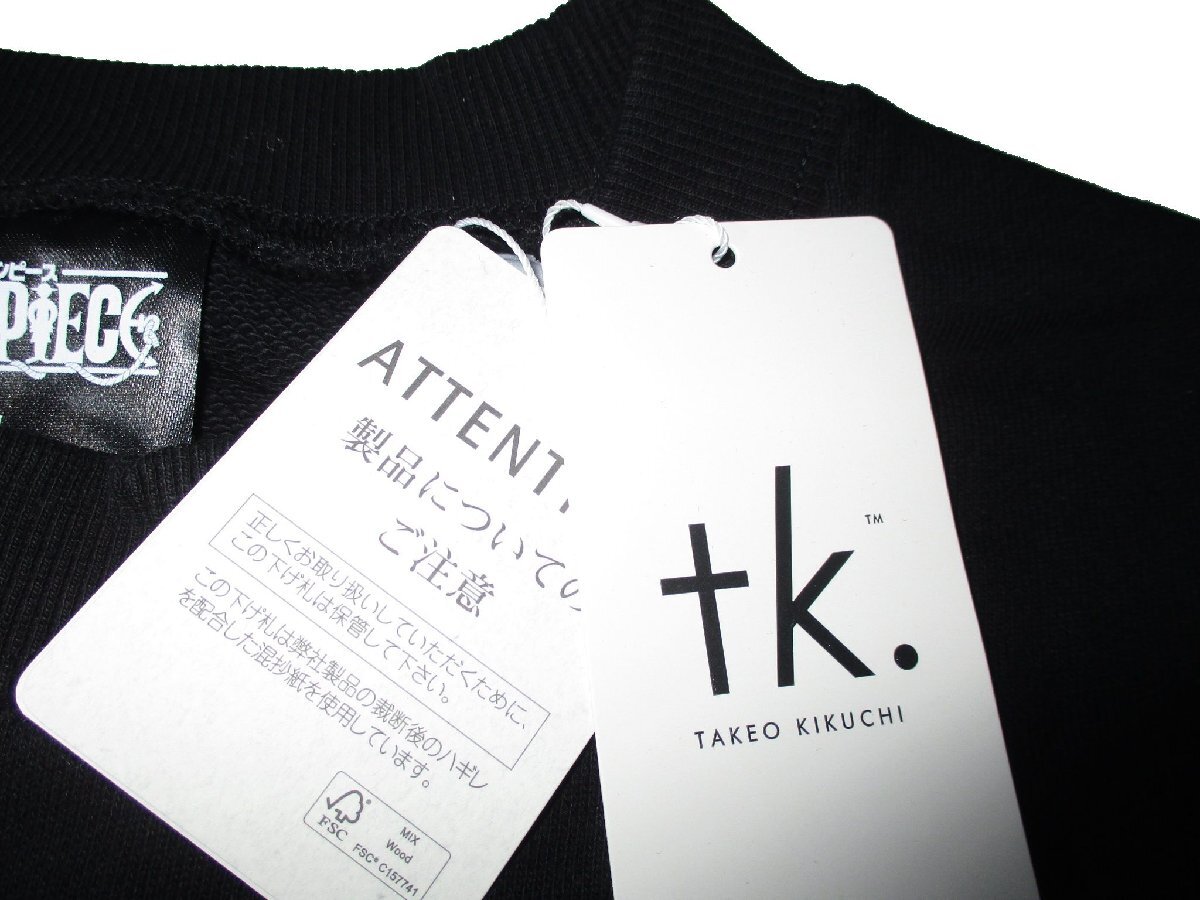 ンピース
PIECE
ATTENT
製品についての
ご注意
正しくお取り扱いしていただくために、
この下げ札は保管して下さい。
この下げ札は弊社製品の裁断後のハギレ
を配合した混抄紙を使用しています。
FSC
MIX
Wood
FSC® C157741
tk.
TM
TAKEO KIKUCHI